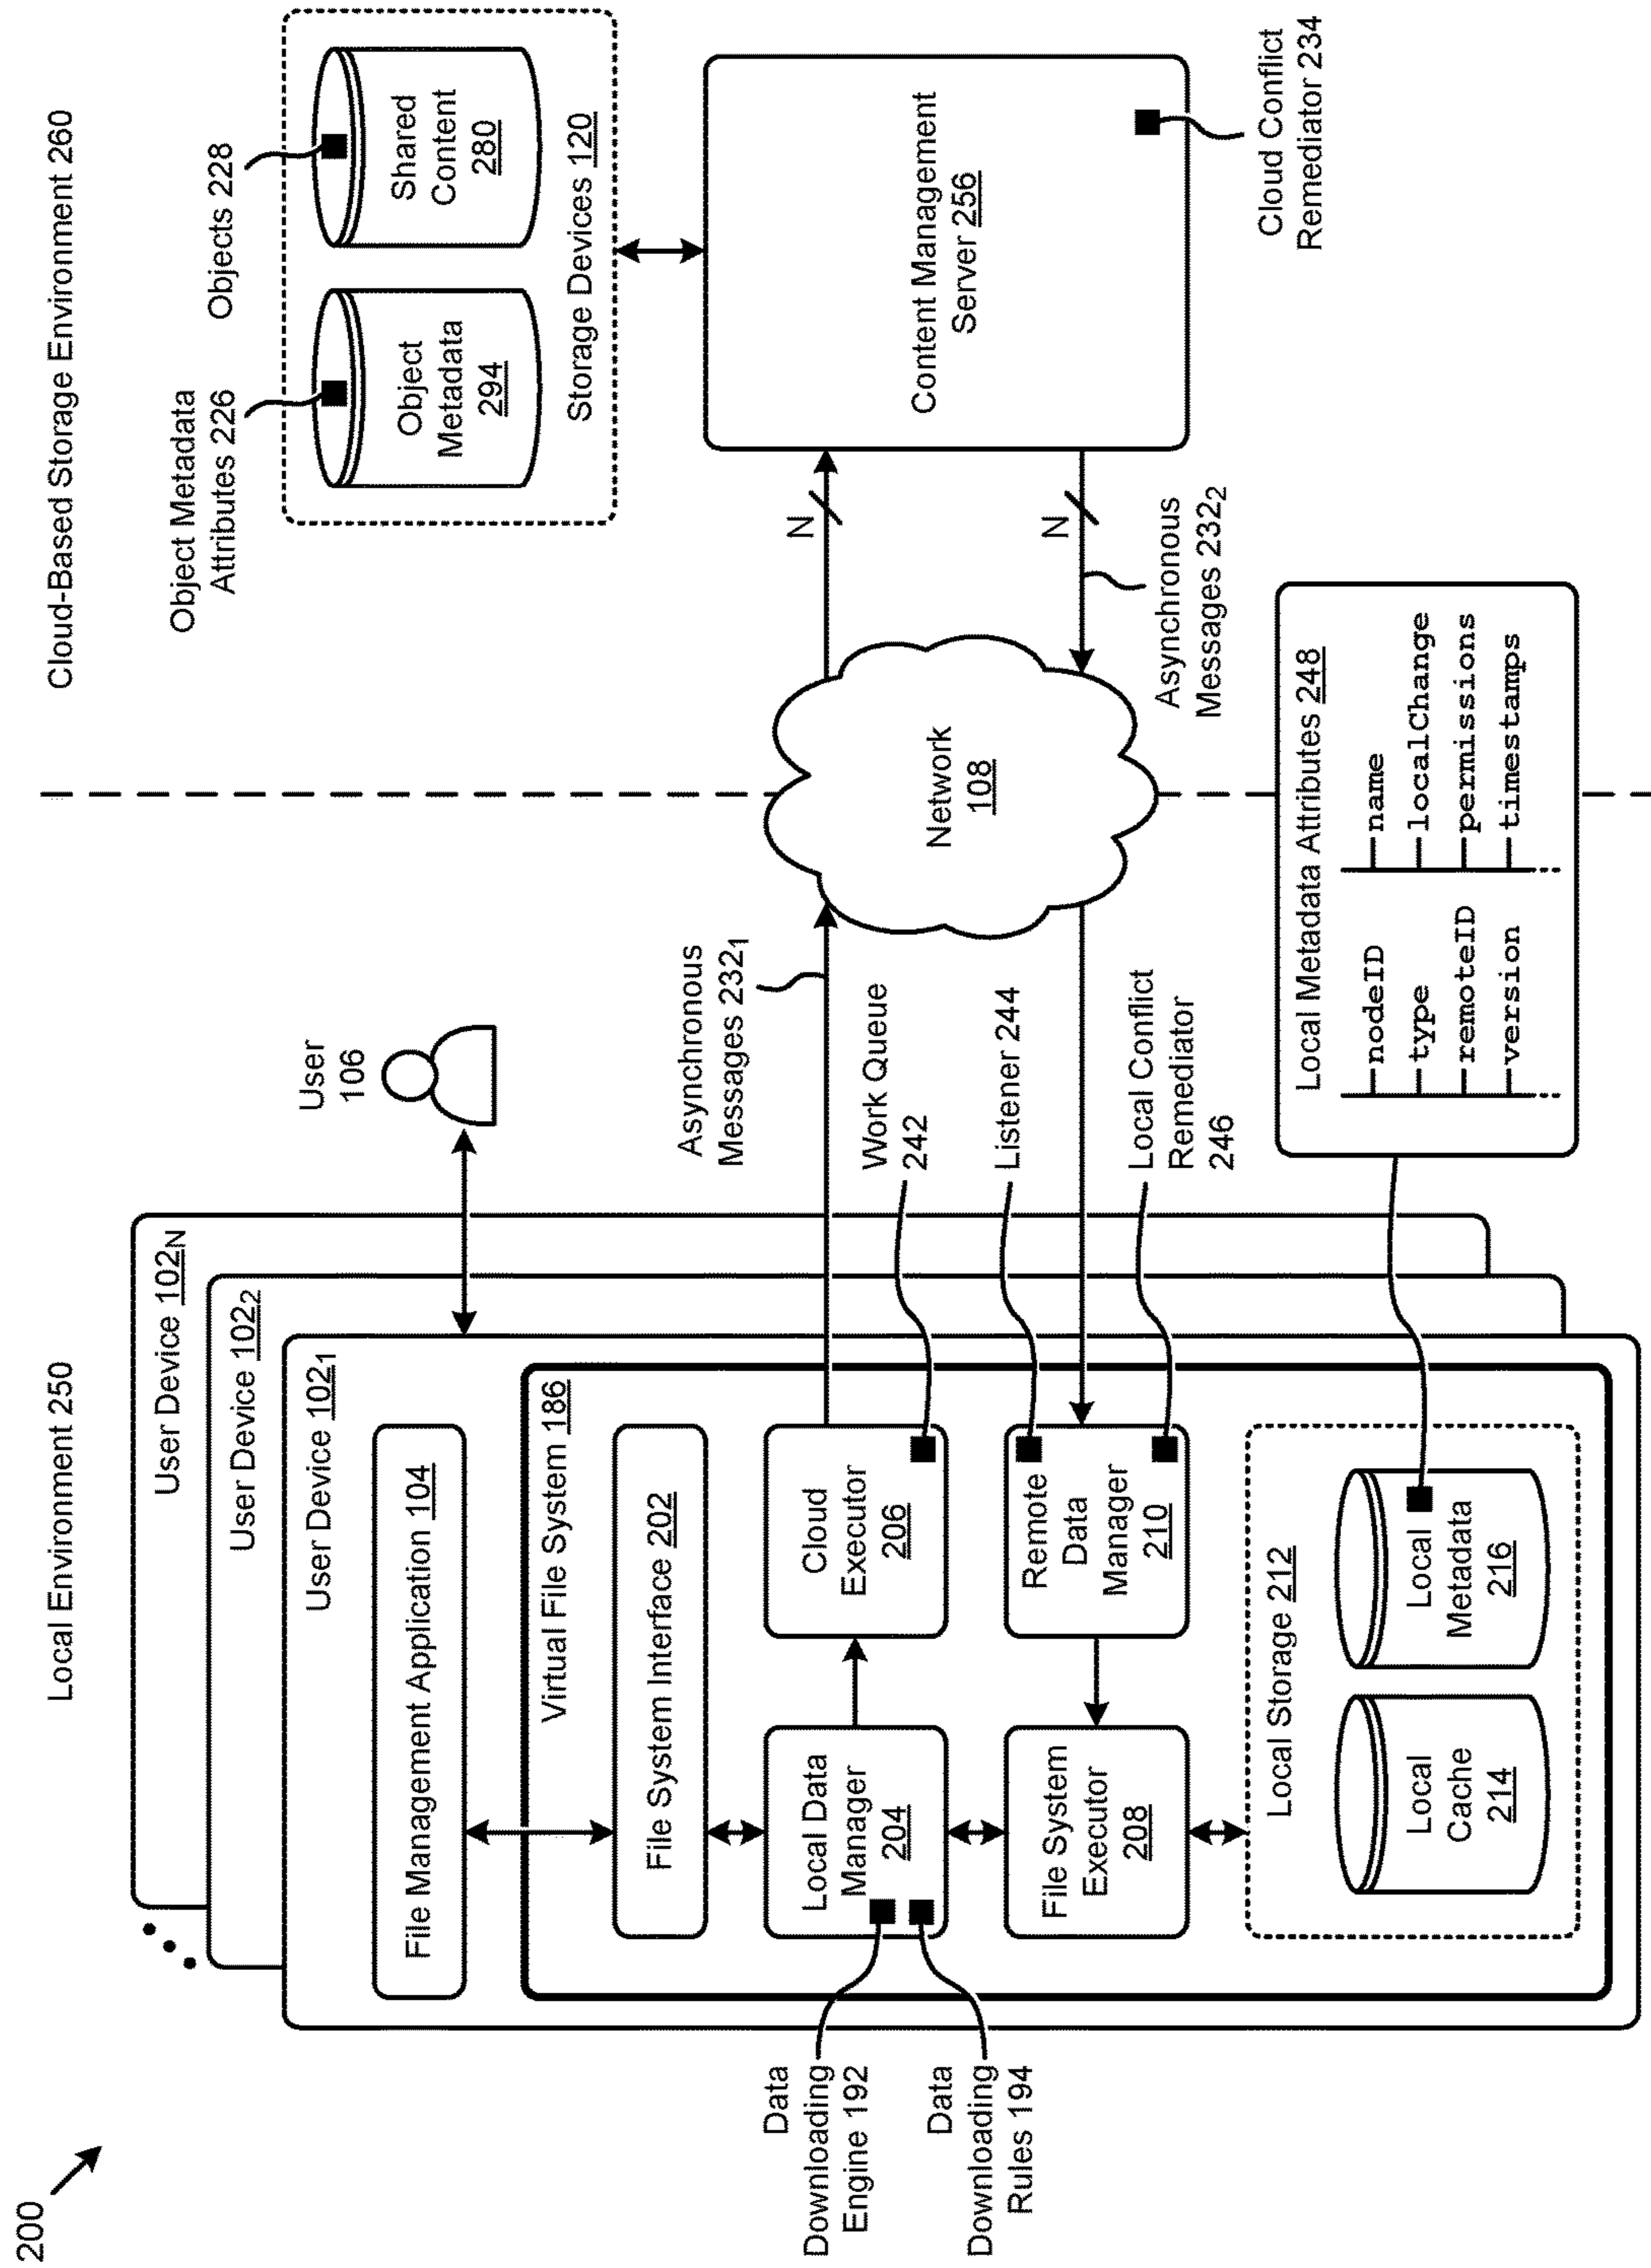 200
Local Environment 250
Cloud-Based Storage Environment 260
User Device 102N
User Device 1022
User Device 1021
File Management Application 104
Virtual File System 186
File System Interface 202
Local Data
Manager
204
Cloud
Executor
206
File System
Executor
208
Remote
Data
Manager
210
Local Storage 212
Local
Cache
214
Local
Metadata
216
Data
Downloading
Engine 192
Data
Downloading
Rules 194
User
106
Asynchronous
Messages 2321
Work Queue
242
Listener 244
Local Conflict
Remediator
246
Network
108
N
N
Asynchronous
Messages 2322
Local Metadata Attributes 248
nodeID
type
remoteID
version
name
localChange
permissions
timestamps
Object Metadata
Attributes 226
Objects 228
Object
Metadata
294
Shared
Content
280
Storage Devices 120
Content Management
Server 256
Cloud Conflict
Remediator 234